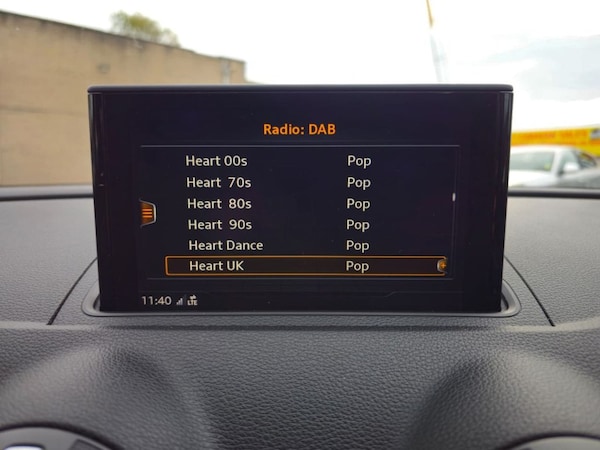 Radio: DAB
Heart 00s Pop
Heart 70s Pop
Heart 80s Pop
Heart 90s Pop
Heart Dance Pop
Heart UK Pop
11:40 LTE